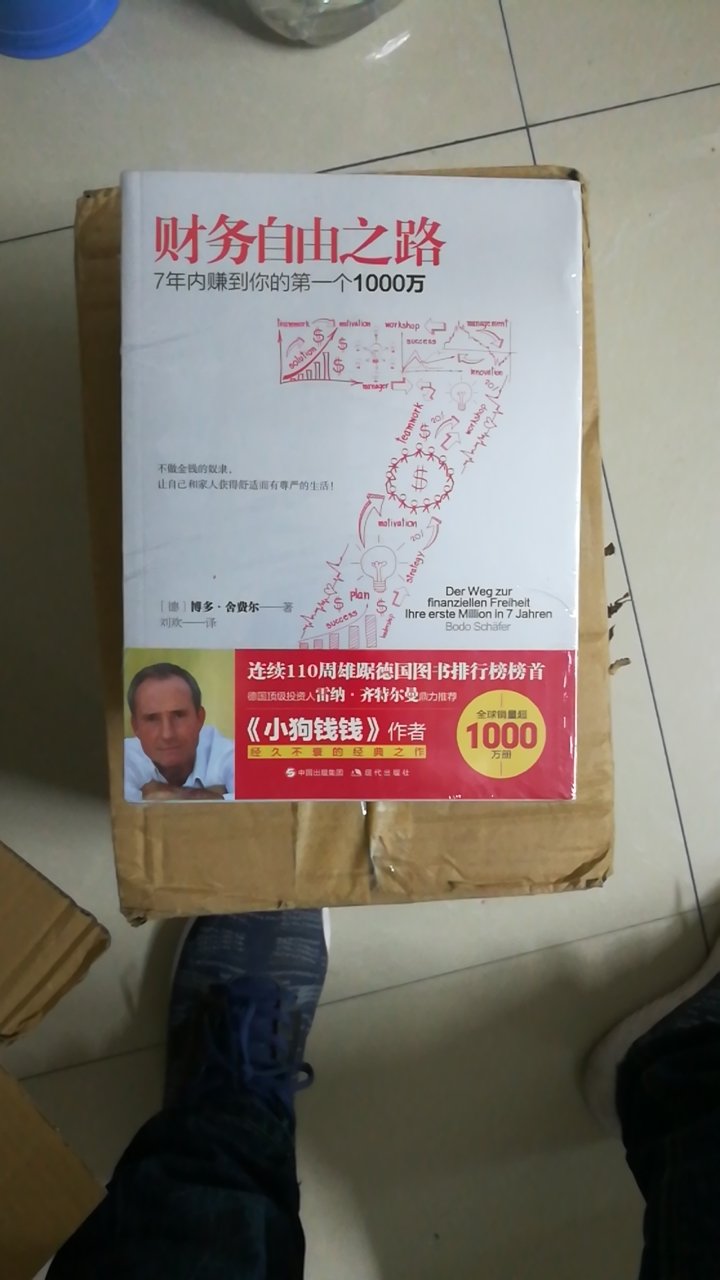 财务自由之路
7年内赚到你的第一个1000万
teamwork motivation workshop management
solution success
innovation
manager
teamwork 20% workshop 20%
motivation 20%
strategy
plan
success leadership
不做金钱的奴隶,
让自己和家人获得舒适而有尊严的生活!
[德] 博多·舍费尔——著
刘欢——译
Der Weg zur
finanziellen Freiheit
Ihre erste Million in 7 Jahren
Bodo Schäfer
连续110周雄踞德国图书排行榜榜首
德国顶级投资人雷纳·齐特尔曼鼎力推荐
《小狗钱钱》作者
经久不衰的经典之作
全球销量超
1000
万册
中国出版集团 现代出版社